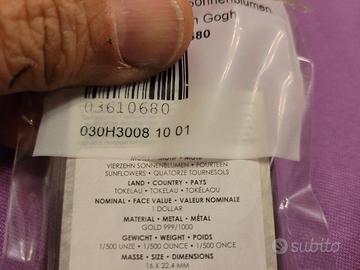 Sonnenblumen
n Gogh
680
03610680
030H3008 10 01
VIERZEHN SONNENBLUMEN • FOURTEEN
SUNFLOWERS • QUATORZE TOURNESOLS
LAND • COUNTRY • PAYS
TOKELAU • TOKELAU • TOKÉLAOU
NOMINAL • FACE VALUE • VALEUR NOMINALE
1 DOLLAR
MATERIAL • METAL • MÉTAL
GOLD 999/1000
GEWICHT • WEIGHT • POIDS
1/500 UNZE • 1/500 OUNCE • 1/500 ONCE
MASSE • SIZE • DIMENSIONS
16 X 22,4 MM
subito